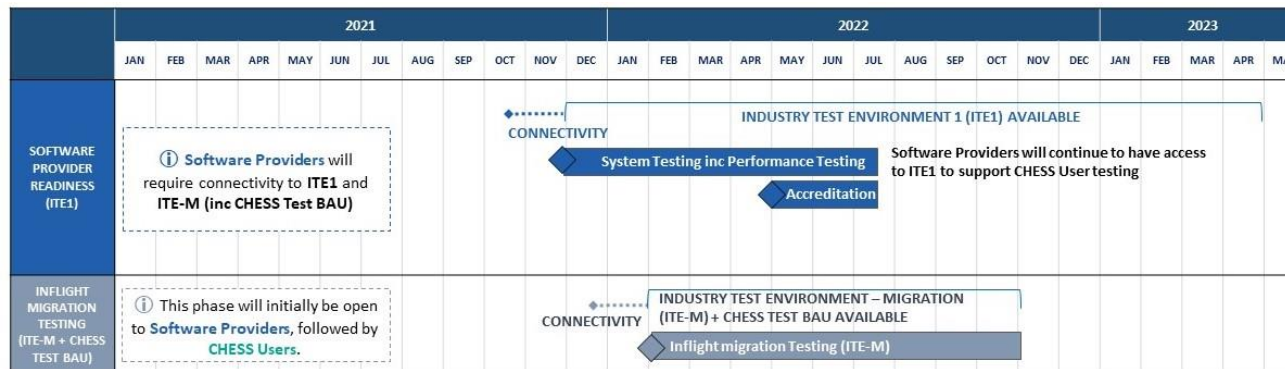 2021 2022 2023
JAN FEB MAR APR MAY JUN JUL AUG SEP OCT NOV DEC JAN FEB MAR APR MAY JUN JUL AUG SEP OCT NOV DEC JAN FEB MAR APR MA
SOFTWARE
PROVIDER
READINESS
(ITE1)
Software Providers will
require connectivity to ITE1 and
ITE-M (inc CHESS Test BAU)
CONNECTIVITY
INDUSTRY TEST ENVIRONMENT 1 (ITE1) AVAILABLE
System Testing inc Performance Testing
Accreditation
Software Providers will continue to have access
to ITE1 to support CHESS User testing
INFLIGHT
MIGRATION
TESTING
(ITE-M + CHESS
TEST BAU)
This phase will initially be open
to Software Providers, followed by
CHESS Users.
CONNECTIVITY
INDUSTRY TEST ENVIRONMENT – MIGRATION
(ITE-M) + CHESS TEST BAU AVAILABLE
Inflight migration Testing (ITE-M)